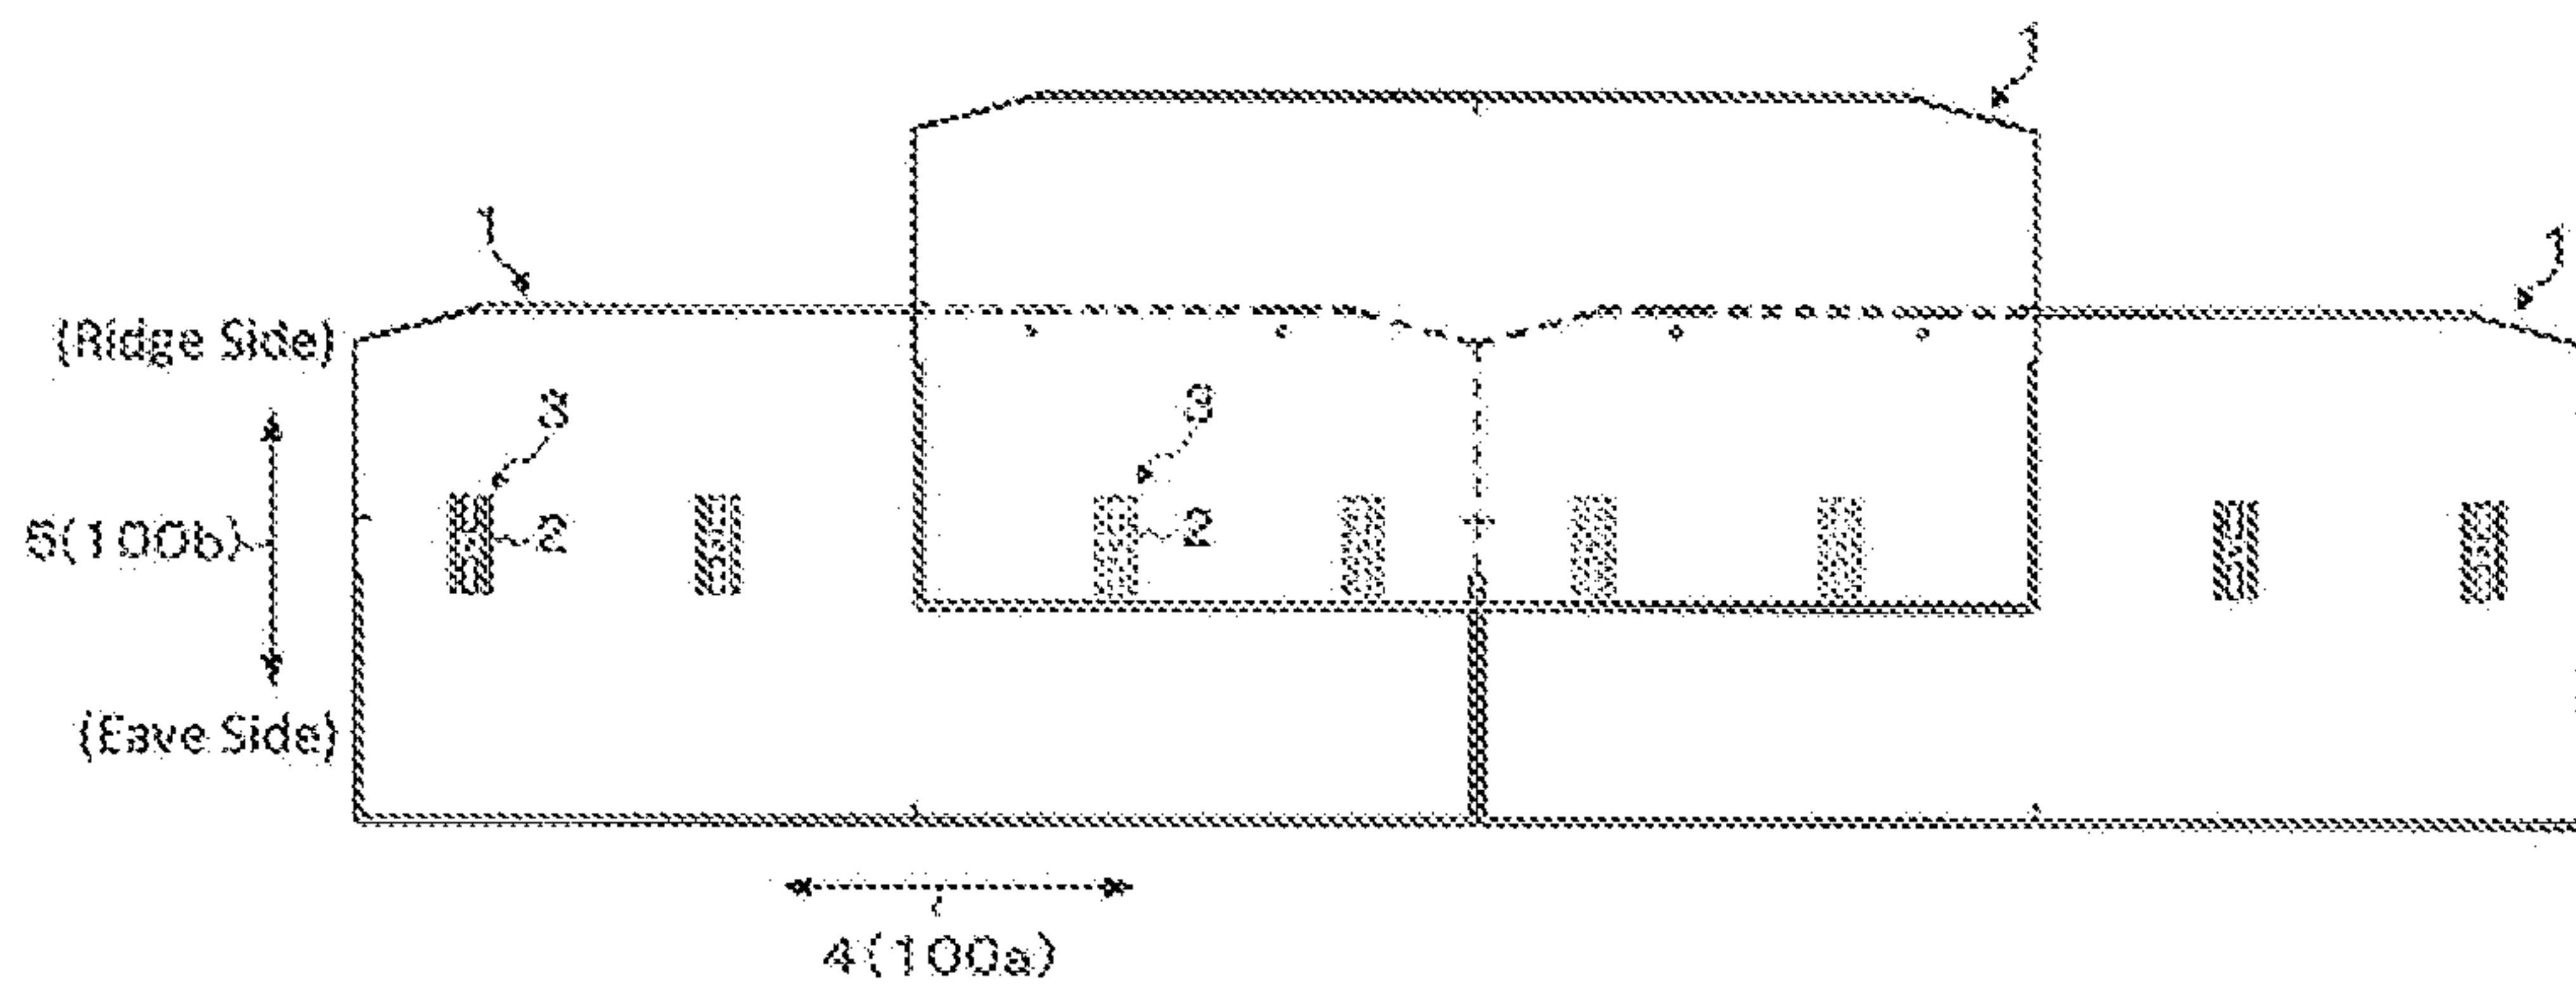 1
1
1
(Ridge Side)
3
3
5(100b)
2
2
(Eave Side)
4(100a)